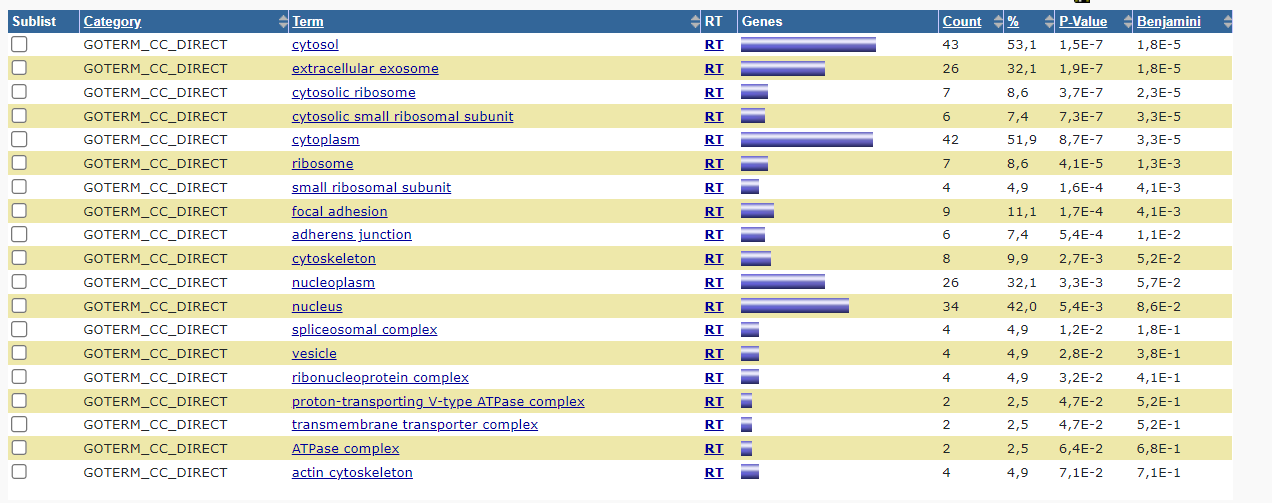 Sublist Category Term RT Genes Count % P-Value Benjamini
GOTERM_CC_DIRECT cytosol RT 43 53,1 1,5E-7 1,8E-5
GOTERM_CC_DIRECT extracellular exosome RT 26 32,1 1,9E-7 1,8E-5
GOTERM_CC_DIRECT cytosolic ribosome RT 7 8,6 3,7E-7 2,3E-5
GOTERM_CC_DIRECT cytosolic small ribosomal subunit RT 6 7,4 7,3E-7 3,3E-5
GOTERM_CC_DIRECT cytoplasm RT 42 51,9 8,7E-7 3,3E-5
GOTERM_CC_DIRECT ribosome RT 7 8,6 4,1E-5 1,3E-3
GOTERM_CC_DIRECT small ribosomal subunit RT 4 4,9 1,6E-4 4,1E-3
GOTERM_CC_DIRECT focal adhesion RT 9 11,1 1,7E-4 4,1E-3
GOTERM_CC_DIRECT adherens junction RT 6 7,4 5,4E-4 1,1E-2
GOTERM_CC_DIRECT cytoskeleton RT 8 9,9 2,7E-3 5,2E-2
GOTERM_CC_DIRECT nucleoplasm RT 26 32,1 3,3E-3 5,7E-2
GOTERM_CC_DIRECT nucleus RT 34 42,0 5,4E-3 8,6E-2
GOTERM_CC_DIRECT spliceosomal complex RT 4 4,9 1,2E-2 1,8E-1
GOTERM_CC_DIRECT vesicle RT 4 4,9 2,8E-2 3,8E-1
GOTERM_CC_DIRECT ribonucleoprotein complex RT 4 4,9 3,2E-2 4,1E-1
GOTERM_CC_DIRECT proton-transporting V-type ATPase complex RT 2 2,5 4,7E-2 5,2E-1
GOTERM_CC_DIRECT transmembrane transporter complex RT 2 2,5 4,7E-2 5,2E-1
GOTERM_CC_DIRECT ATPase complex RT 2 2,5 6,4E-2 6,8E-1
GOTERM_CC_DIRECT actin cytoskeleton RT 4 4,9 7,1E-2 7,1E-1